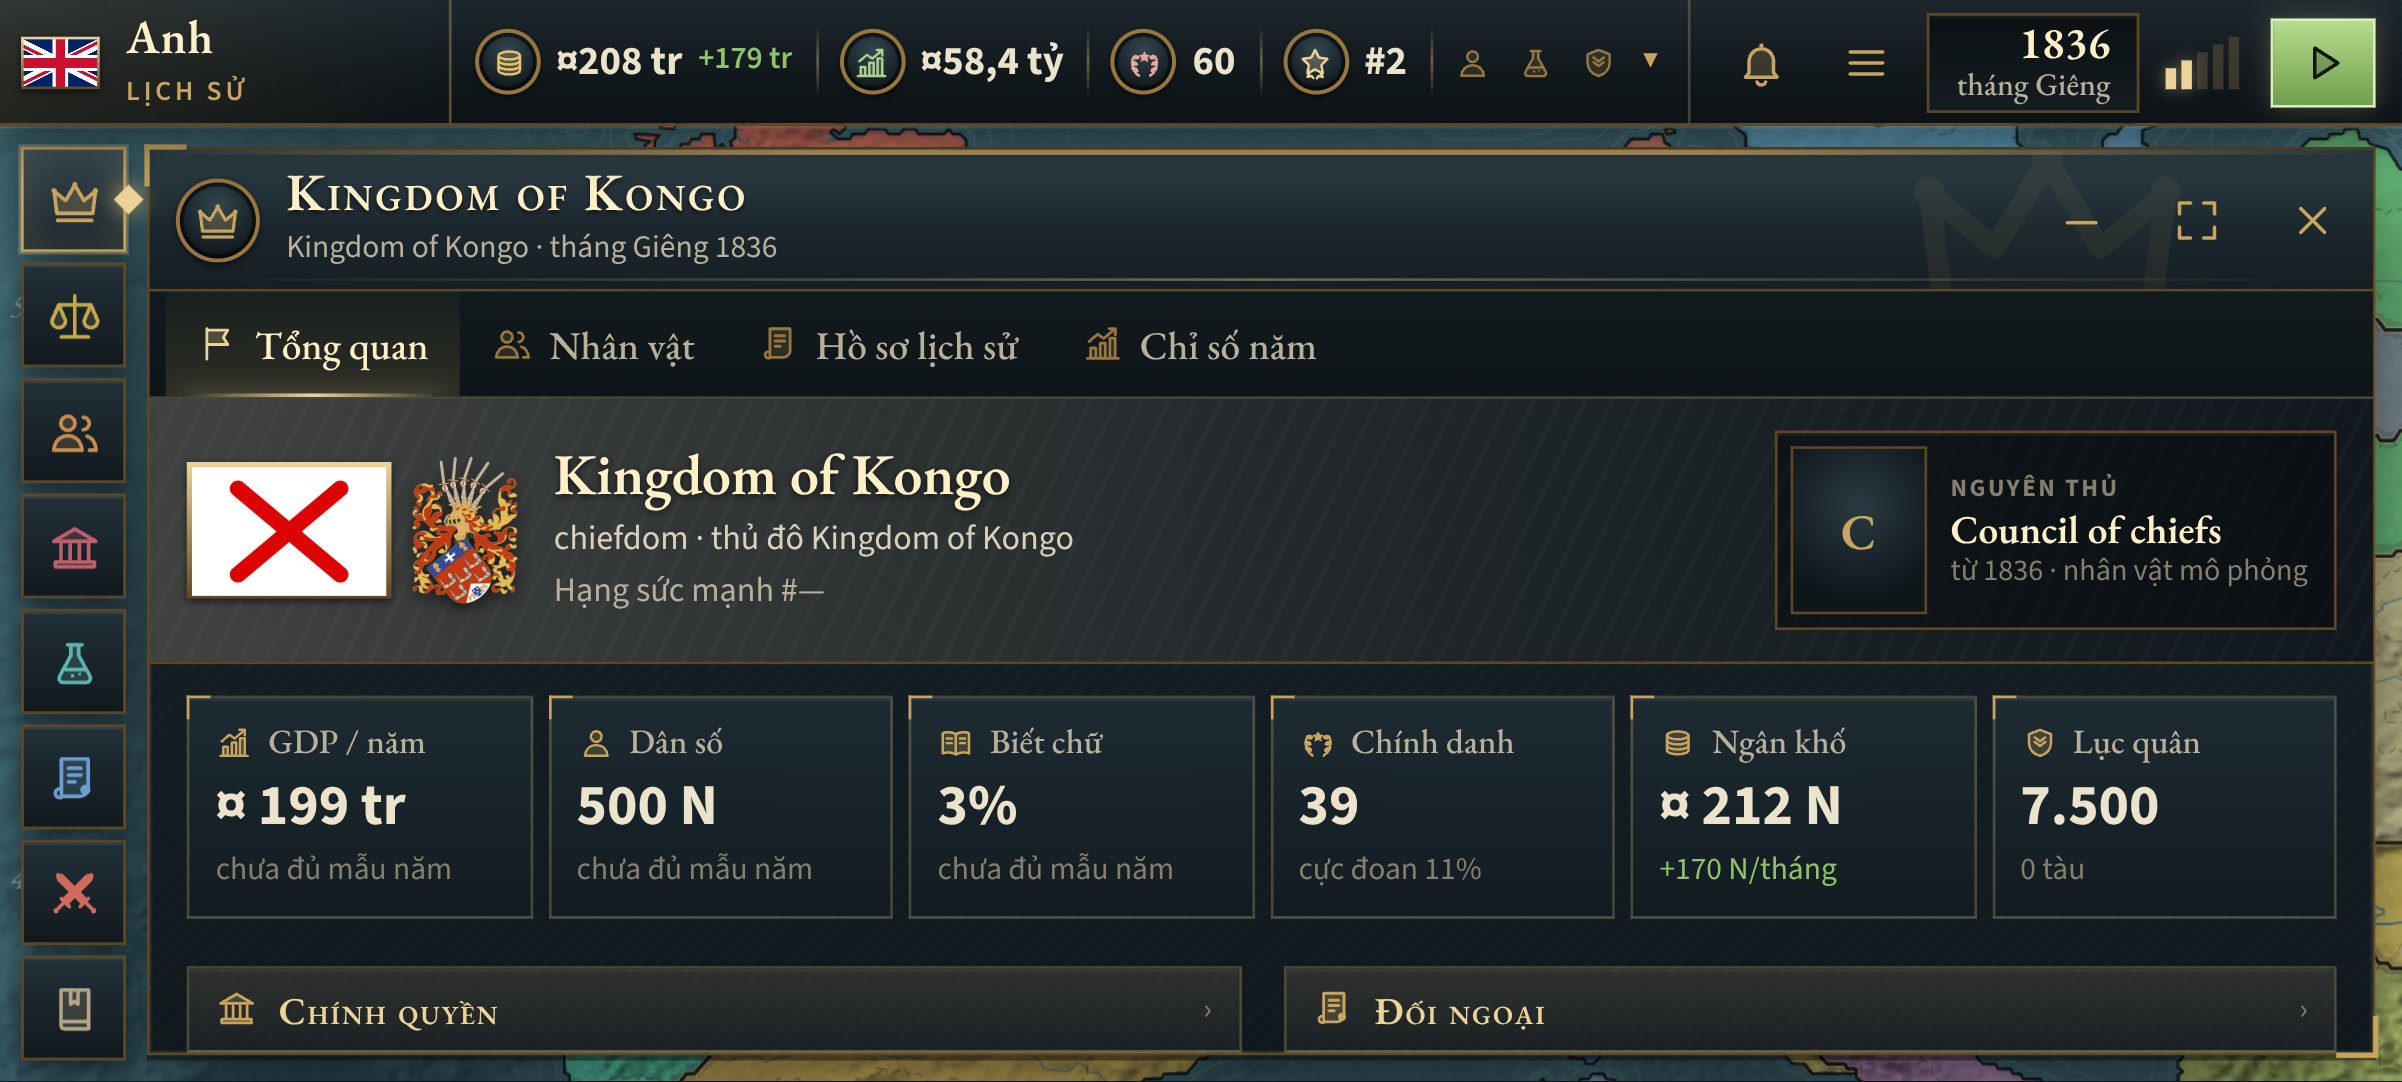 Anh
LỊCH SỬ
¤208 tr +179 tr
¤58,4 tỷ
60
#2
1836
tháng Giêng
Kingdom of Kongo
Kingdom of Kongo · tháng Giêng 1836
Tổng quan
Nhân vật
Hồ sơ lịch sử
Chỉ số năm
Kingdom of Kongo
chiefdom · thủ đô Kingdom of Kongo
Hạng sức mạnh #—
C
NGUYÊN THỦ
Council of chiefs
từ 1836 · nhân vật mô phỏng
GDP / năm
¤ 199 tr
chưa đủ mẫu năm
Dân số
500 N
chưa đủ mẫu năm
Biết chữ
3%
chưa đủ mẫu năm
Chính danh
39
cực đoan 11%
Ngân khố
¤ 212 N
+170 N/tháng
Lục quân
7.500
0 tàu
Chính quyền
Đối ngoại